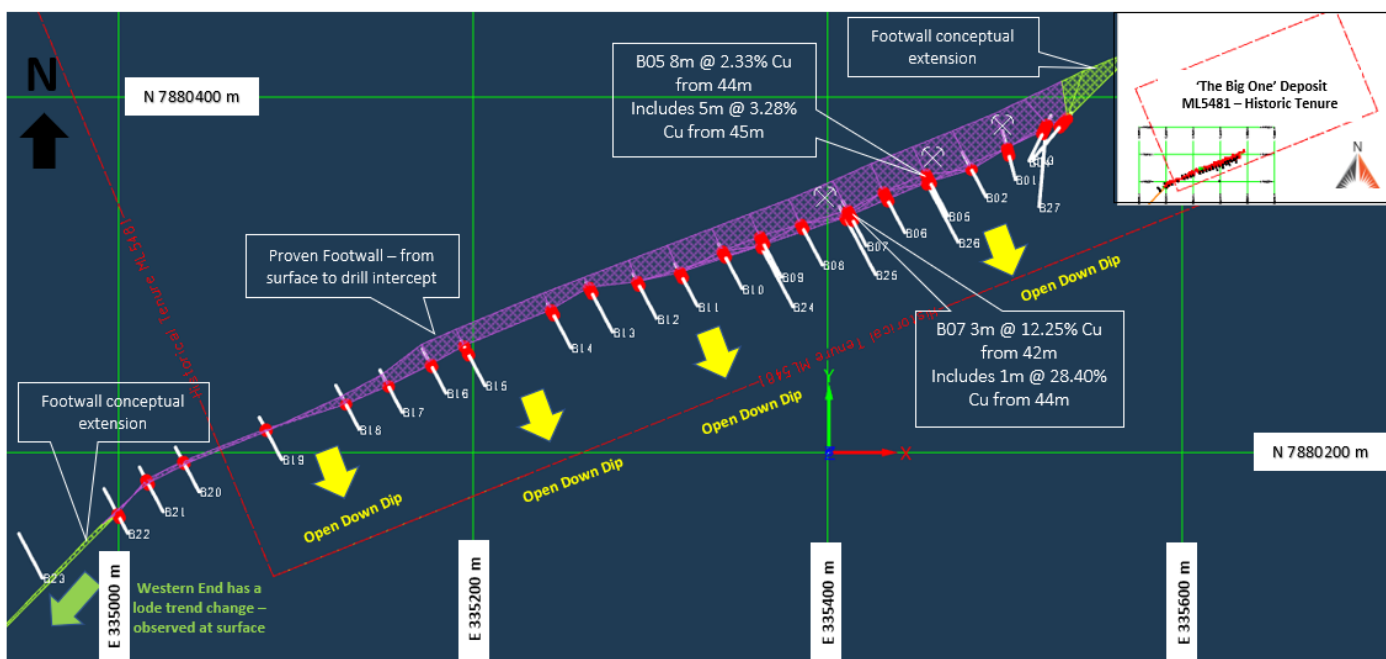 N
N 7880400 m
B05 8m @ 2.33% Cu
from 44m
Includes 5m @ 3.28%
Cu from 45m
Footwall conceptual
extension
'The Big One' Deposit
ML5481 – Historic Tenure
N
Proven Footwall – from
surface to drill intercept
B01
B27
B02
B05
B26
B06
B07
B25
B08
B09
B24
B10
B11
B12
B13
B14
B15
B16
B17
B18
B19
B20
B21
B22
B23
Historical Tenure ML5481
Historical Tenure ML5481
Open Down Dip
Open Down Dip
Open Down Dip
Open Down Dip
B07 3m @ 12.25% Cu
from 42m
Includes 1m @ 28.40%
Cu from 44m
Footwall conceptual
extension
Y
X
N 7880200 m
Western End has a
lode trend change –
observed at surface
E 335000 m
E 335200 m
E 335400 m
E 335600 m